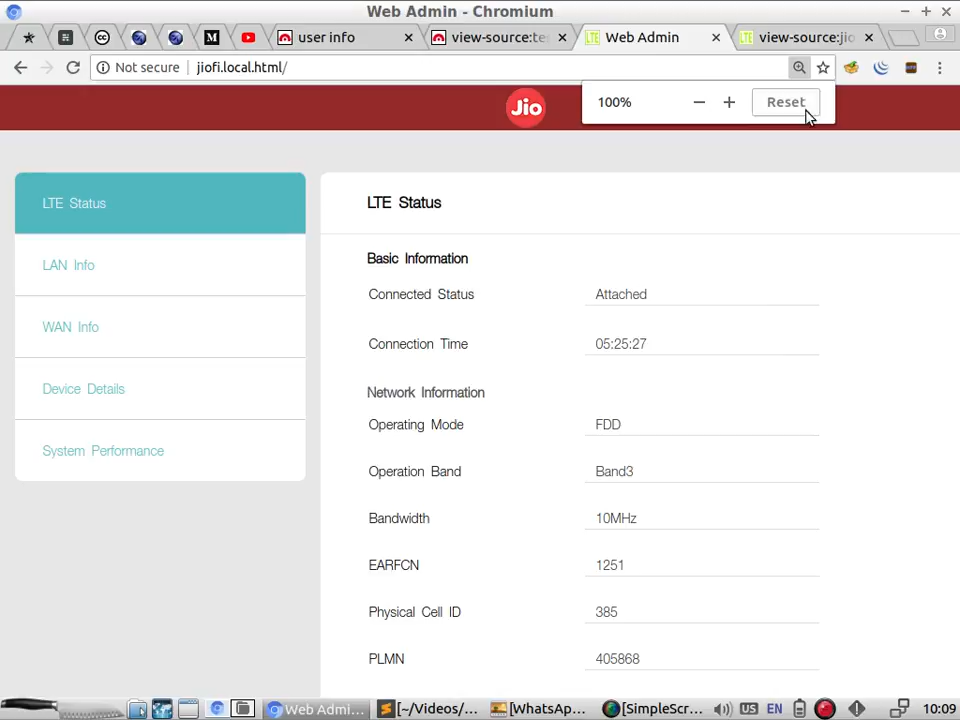 Web Admin - Chromium
user info
view-source:te
Web Admin
view-source:jio
Not secure
jiofi.local.html/
Jio
100%
Reset
LTE Status
LAN Info
WAN Info
Device Details
System Performance
LTE Status
Basic Information
Connected Status Attached
Connection Time 05:25:27
Network Information
Operating Mode FDD
Operation Band Band3
Bandwidth 10MHz
EARFCN 1251
Physical Cell ID 385
PLMN 405868
Web Admi...
[~/Videos/...
[WhatsAp...
[SimpleScr...
US
EN
10:09